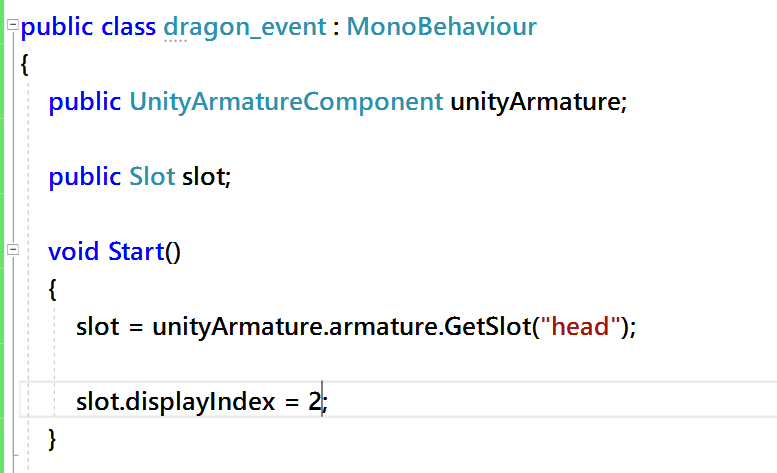 public class dragon_event : MonoBehaviour
{
public UnityArmatureComponent unityArmature;
public Slot slot;
void Start()
{
slot = unityArmature.armature.GetSlot("head");
slot.displayIndex = 2;
}